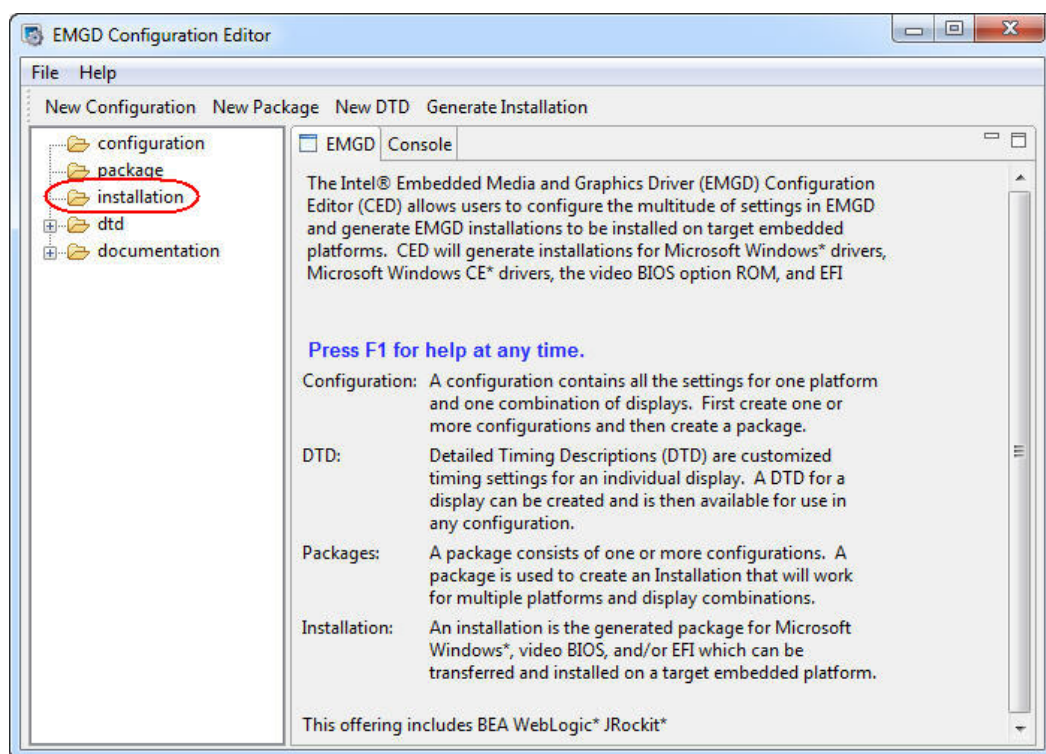 EMGD Configuration Editor
File Help
New Configuration New Package New DTD Generate Installation
configuration
package
installation
dtd
documentation
EMGD Console
The Intel® Embedded Media and Graphics Driver (EMGD) Configuration
Editor (CED) allows users to configure the multitude of settings in EMGD
and generate EMGD installations to be installed on target embedded
platforms. CED will generate installations for Microsoft Windows* drivers,
Microsoft Windows CE* drivers, the video BIOS option ROM, and EFI
Press F1 for help at any time.
Configuration: A configuration contains all the settings for one platform
and one combination of displays. First create one or
more configurations and then create a package.
DTD: Detailed Timing Descriptions (DTD) are customized
timing settings for an individual display. A DTD for a
display can be created and is then available for use in
any configuration.
Packages: A package consists of one or more configurations. A
package is used to create an Installation that will work
for multiple platforms and display combinations.
Installation: An installation is the generated package for Microsoft
Windows*, video BIOS, and/or EFI which can be
transferred and installed on a target embedded platform.
This offering includes BEA WebLogic* JRockit*